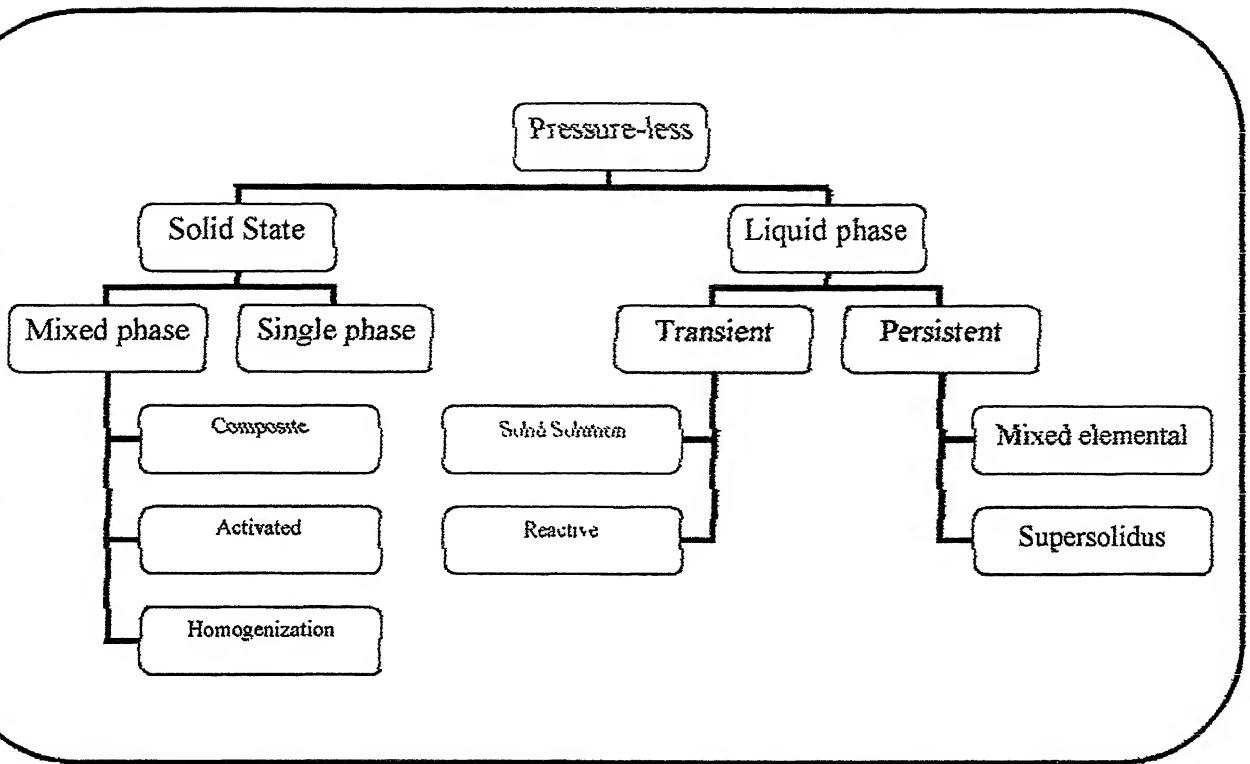 Pressure-less
Solid State
Liquid phase
Mixed phase
Single phase
Transient
Persistent
Composite
Solid Solution
Mixed elemental
Activated
Reactive
Supersolidus
Homogenization